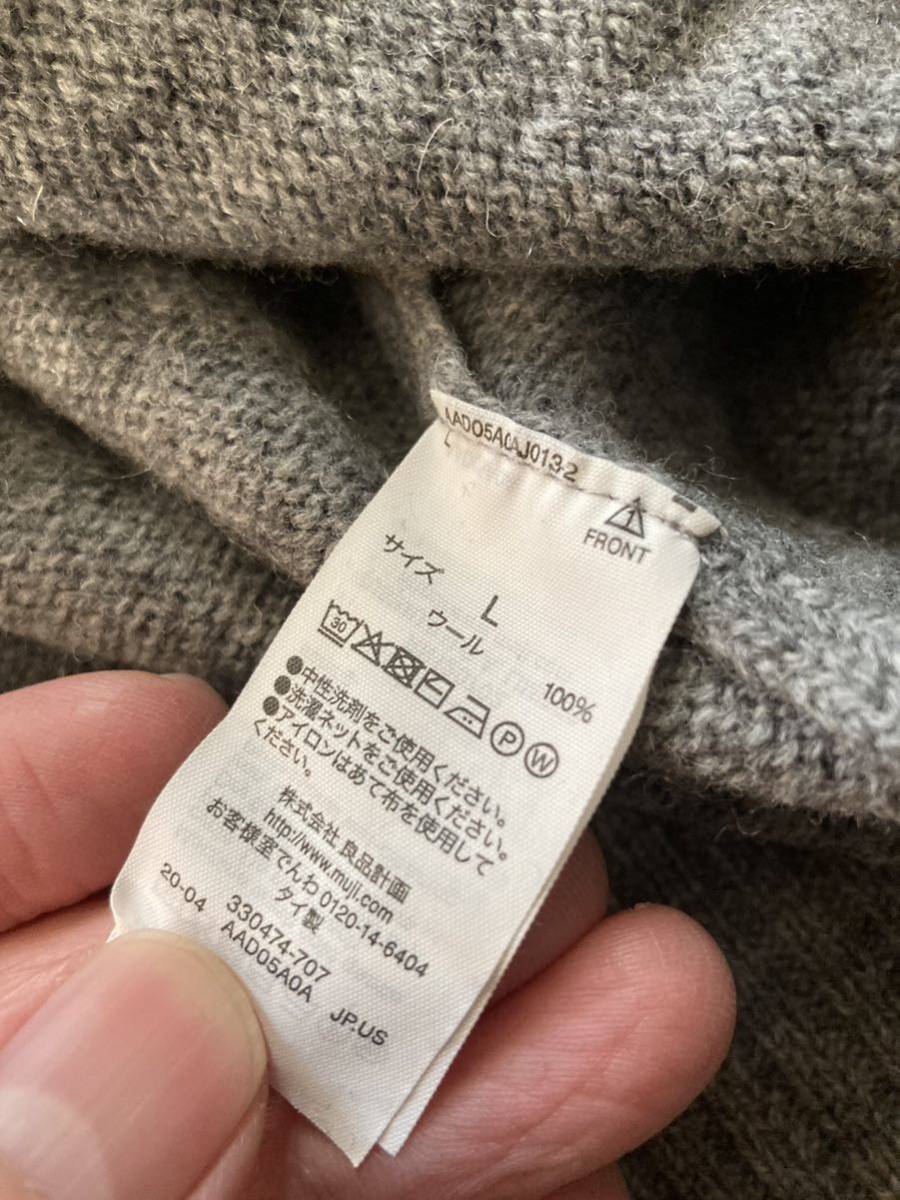 AAD05A0AJ013-2
L
1
FRONT
サイズ
L
ウール
100%
30
P
W
●中性洗剤をご使用ください。
●洗濯ネットをご使用ください。
●アイロンはあて布を使用して
ください。
株式会社 良品計画
http://www.muji.com
お客様室でんわ 0120-14-6404
タイ製
20-04
330474-707
AAD05A0A
JP.US